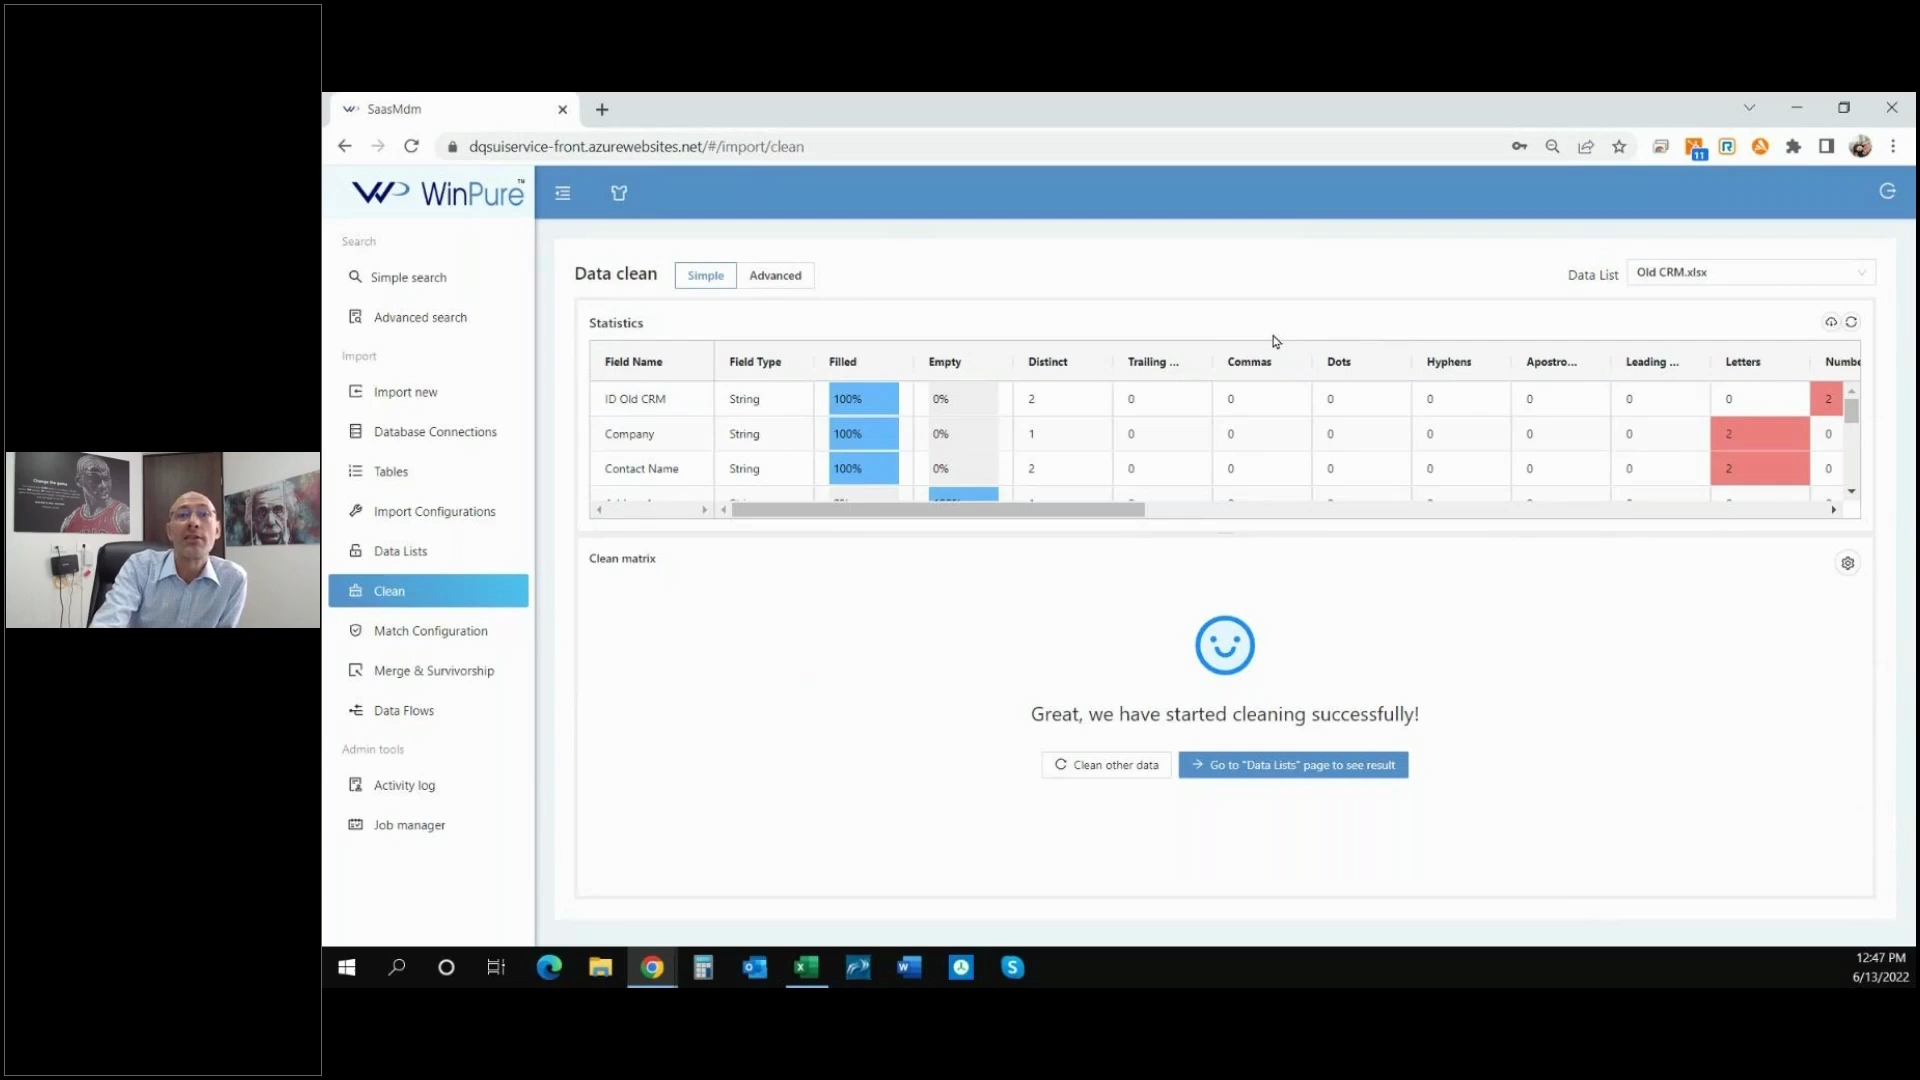 SaasMdm
dqsuiservice-front.azurewebsites.net/#/import/clean
11
WinPure™
Search
Simple search
Advanced search
Import
Import new
Database Connections
Tables
Import Configurations
Data Lists
Clean
Match Configuration
Merge & Survivorship
Data Flows
Admin tools
Activity log
Job manager
Data clean Simple Advanced Data List Old CRM.xlsx
Statistics
Field Name Field Type Filled Empty Distinct Trailing ... Commas Dots Hyphens Apostro... Leading ... Letters Numbe
ID Old CRM String 100% 0% 2 0 0 0 0 0 0 0 2
Company String 100% 0% 1 0 0 0 0 0 0 2 0
Contact Name String 100% 0% 2 0 0 0 0 0 0 2 0
Clean matrix
Great, we have started cleaning successfully!
Clean other data Go to "Data Lists" page to see result
Change the game
12:47 PM
6/13/2022